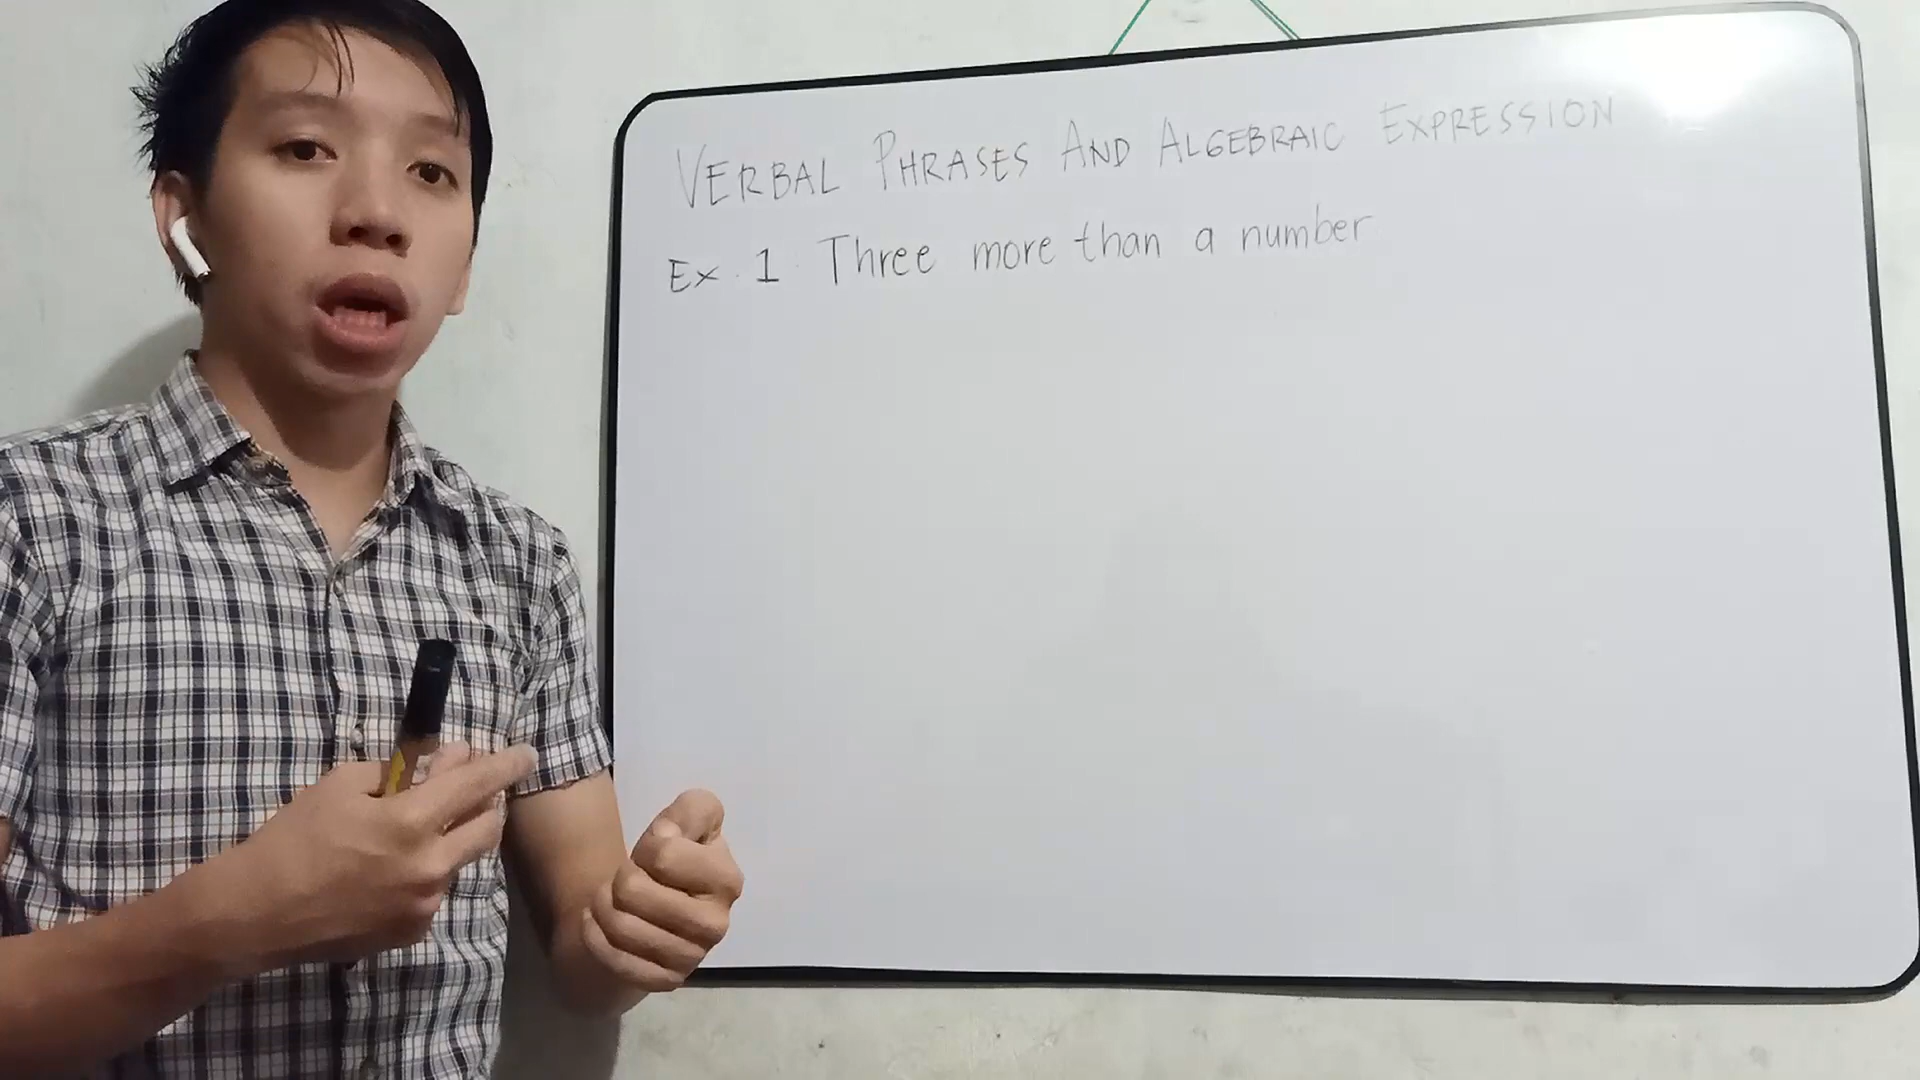 VERBAL PHRASES AND ALGEBRAIC EXPRESSION
Ex. 1 Three more than a number